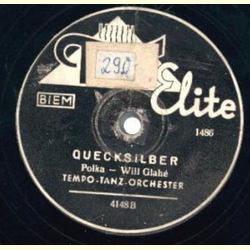 290
Elite
BIEM
1486
QUECKSILBER
Polka – Will Glahé
TEMPO-TANZ-ORCHESTER
4148 B